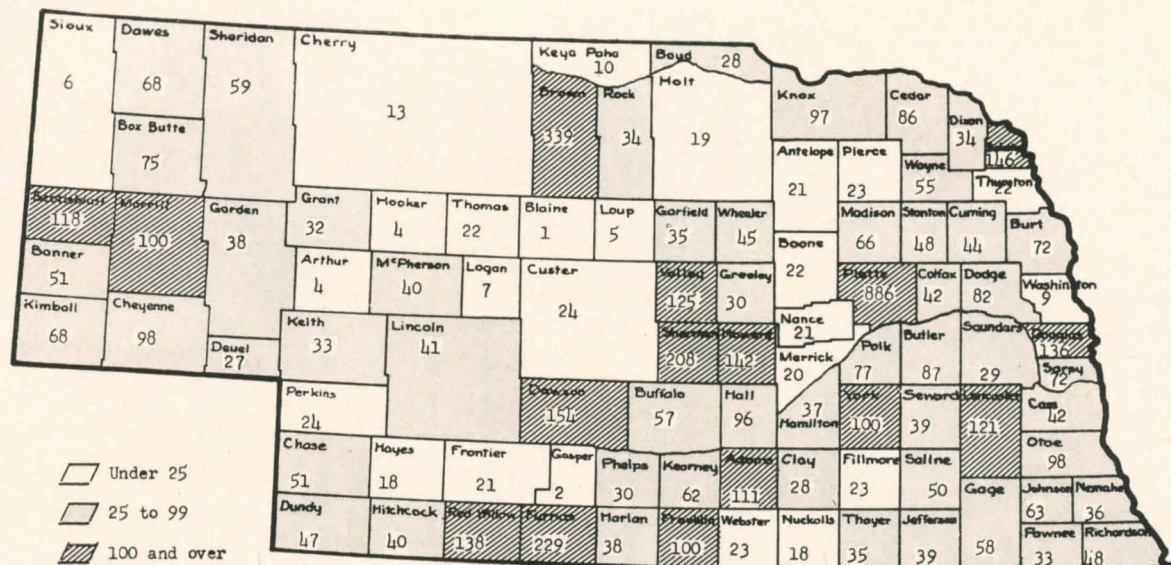 Sioux
6
Dawes
68
Sheridan
59
Cherry
13
Keya Paha
10
Boyd
28
Brown
339
Rock
34
Holt
19
Knox
97
Cedar
86
Dixon
34
146
Box Butte
75
Antelope
21
Pierce
23
Wayne
55
Thurston
22
Scottsbluff
118
Morrill
100
Garden
38
Grant
32
Hooker
4
Thomas
22
Blaine
1
Loup
5
Garfield
35
Wheeler
45
Madison
66
Stanton
48
Cuming
44
Burt
72
Banner
51
Arthur
4
McPherson
40
Logan
7
Custer
24
Valley
125
Greeley
30
Boone
22
Platte
886
Colfax
42
Dodge
82
Washington
9
Kimball
68
Cheyenne
98
Deuel
27
Keith
33
Lincoln
41
Sherman
208
Howard
142
Nance
21
Merrick
20
Polk
77
Butler
87
Saunders
29
Douglas
136
Sarpy
72
Perkins
24
Dawson
154
Buffalo
57
Hall
96
37
Hamilton
York
100
Seward
39
Lancaster
121
Cass
42
Otoe
98
Chase
51
Hayes
18
Frontier
21
Gosper
2
Phelps
30
Kearney
62
Adams
111
Clay
28
Fillmore
23
Saline
50
Gage
58
Johnson
63
Nemaha
36
Dundy
47
Hitchcock
40
Red Willow
138
Furnas
229
Harlan
38
Franklin
100
Webster
23
Nuckolls
18
Thayer
35
Jefferson
39
Pawnee
33
Richardson
48
Under 25
25 to 99
100 and over